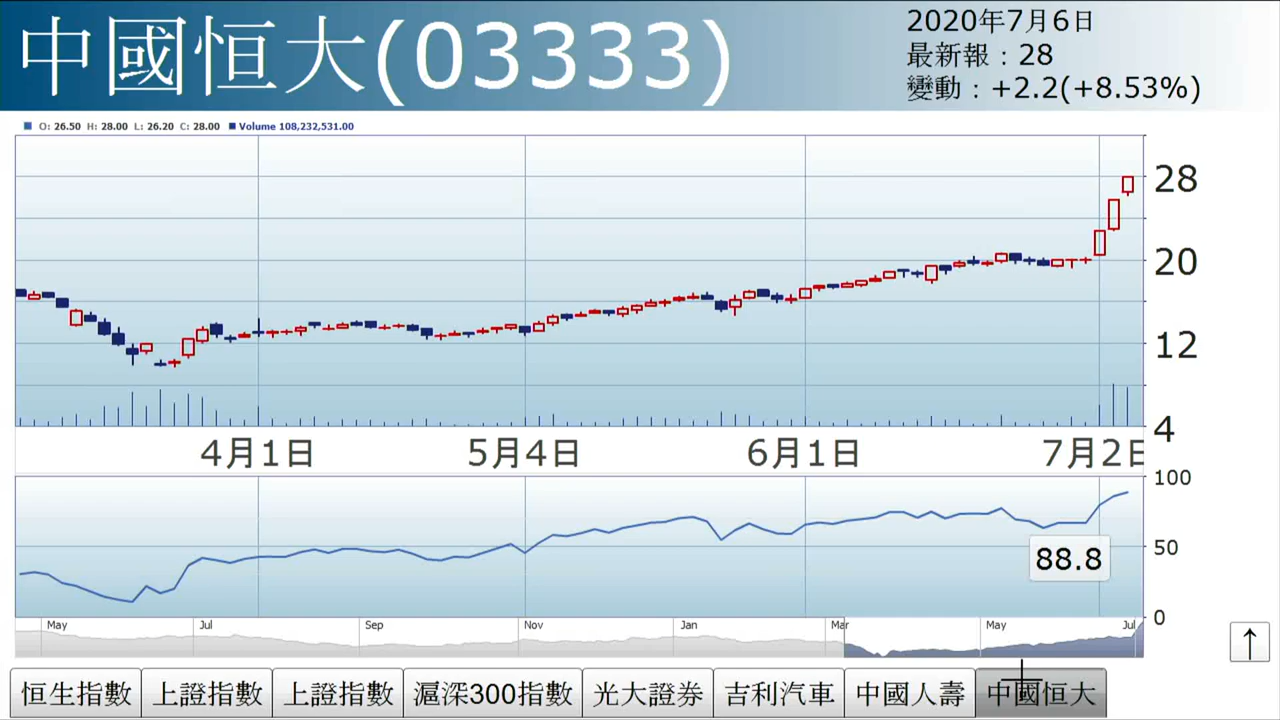 中國恒大(03333)
2020年7月6日
最新報：28
變動：+2.2(+8.53%)
O: 26.50 H: 28.00 L: 26.20 C: 28.00 Volume 108,232,531.00
28
20
12
4
4月1日 5月4日 6月1日 7月2日
100
50
0
88.8
May Jul Sep Nov Jan Mar May Jul
↑
恒生指數 上證指數 上證指數 滬深300指數 光大證券 吉利汽車 中國人壽 中國恒大